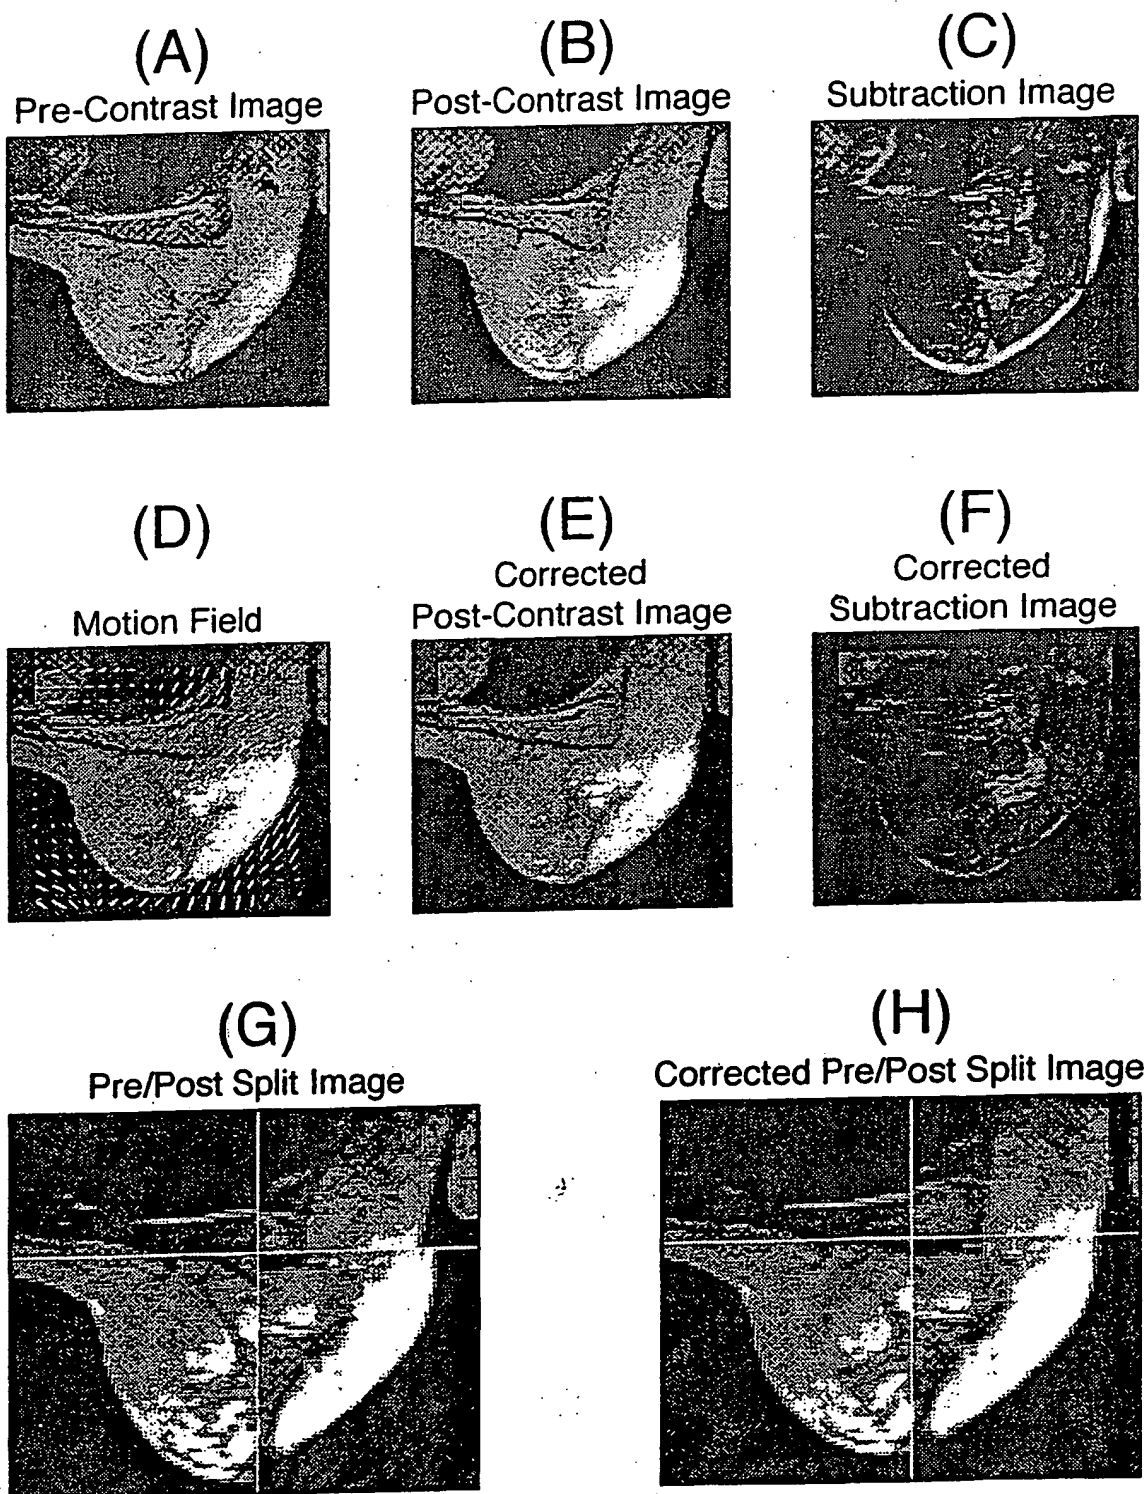 (A)
Pre-Contrast Image
(B)
Post-Contrast Image
(C)
Subtraction Image
(D)
Motion Field
(E)
Corrected
Post-Contrast Image
(F)
Corrected
Subtraction Image
(G)
Pre/Post Split Image
(H)
Corrected Pre/Post Split Image